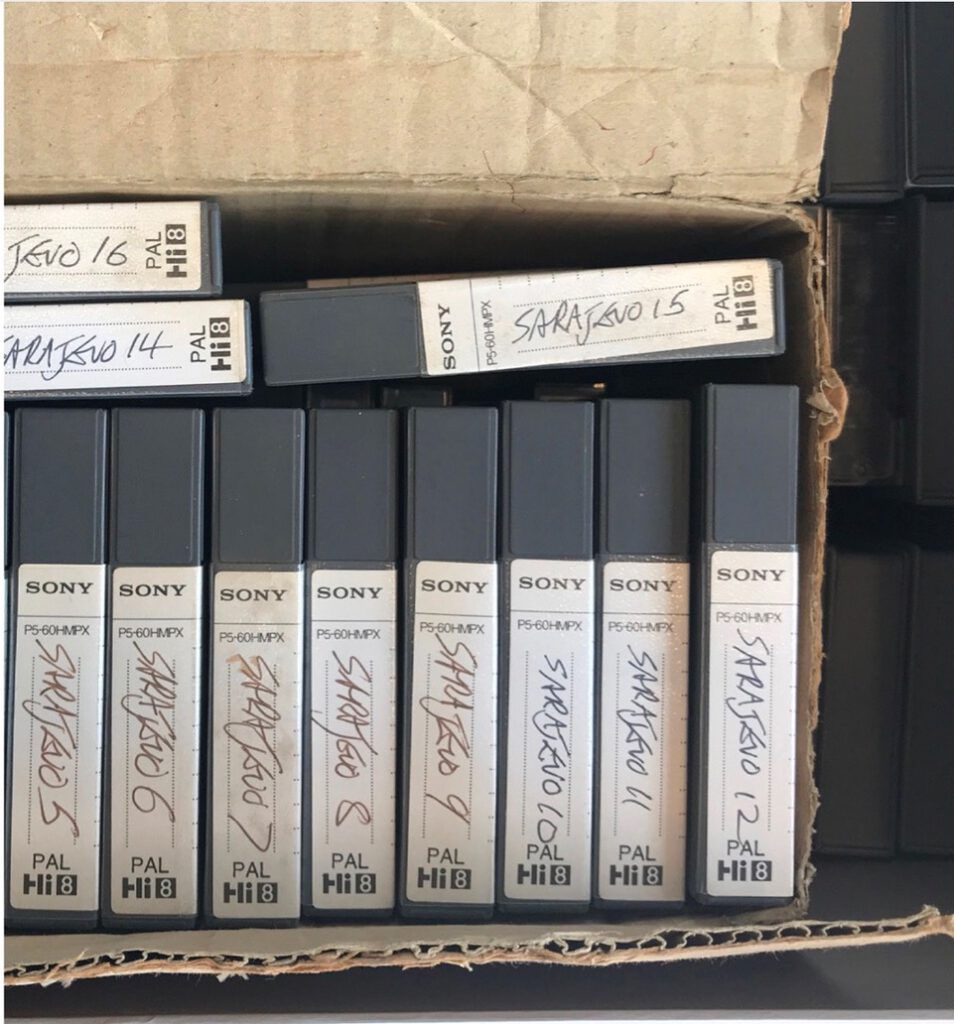 JEVO 16
PAL
Hi8
SARAJEVO 14
PAL
Hi8
SONY
P5-60HMPX
SARAJEVO 15
PAL
Hi8
SONY
P5-60HMPX
SARAJEVO 5
PAL
Hi8
SONY
P5-60HMPX
SARAJEVO 6
PAL
Hi8
SONY
P5-60HMPX
SARAJEVO 7
PAL
Hi8
SONY
P5-60HMPX
SARAJEVO 8
PAL
Hi8
SONY
P5-60HMPX
SARAJEVO 9
PAL
Hi8
SONY
P5-60HMPX
SARAJEVO 10
PAL
Hi8
SONY
P5-60HMPX
SARAJEVO 11
PAL
Hi8
SONY
P5-60HMPX
SARAJEVO 12
PAL
Hi8